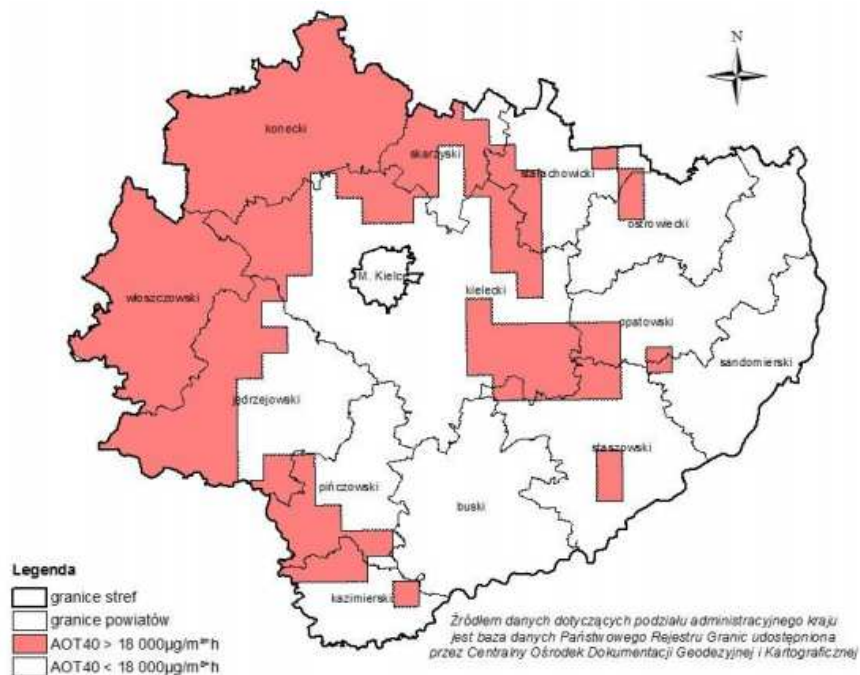 N
konecki
skarżyski
starachowicki
ostrowiecki
M. Kielce
włoszczowski
kielecki
opatowski
sandomierski
jędrzejowski
staszowski
pińczowski
buski
kazimierski
Legenda
granice stref
granice powiatów
AOT40 > 18 000µg/m³*h
AOT40 < 18 000µg/m³*h
Źródłem danych dotyczących podziału administracyjnego kraju
jest baza danych Państwowego Rejestru Granic udostępniona
przez Centralny Ośrodek Dokumentacji Geodezyjnej i Kartograficznej